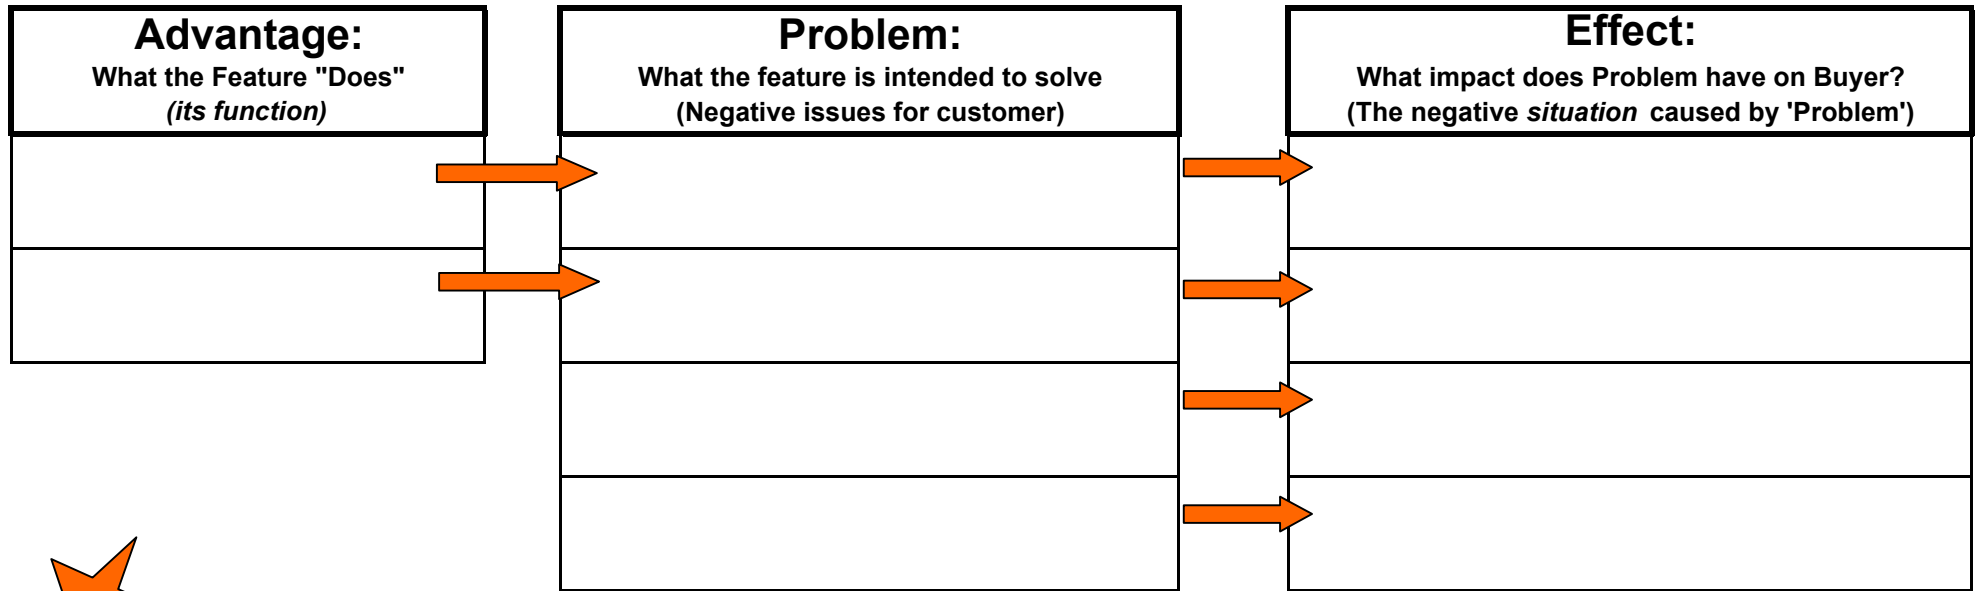 Advantage:
What the Feature "Does"
(its function)
Problem:
What the feature is intended to solve
(Negative issues for customer)
Effect:
What impact does Problem have on Buyer?
(The negative situation caused by 'Problem')